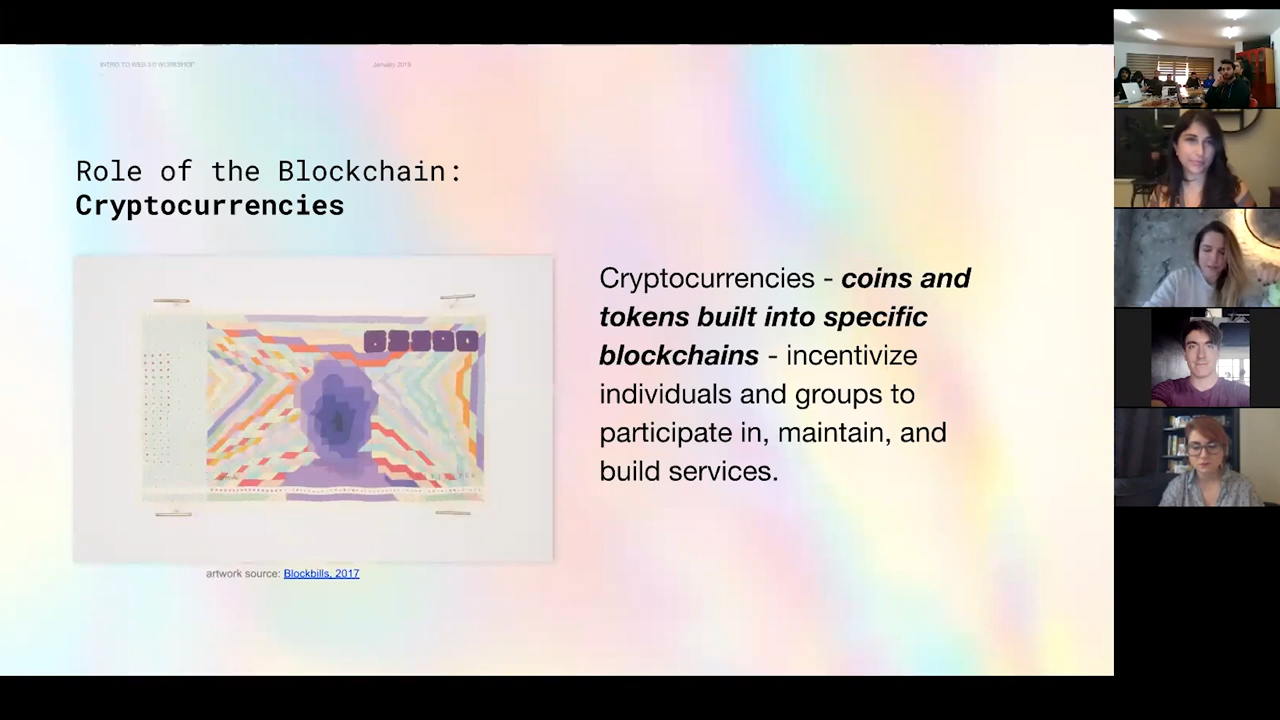 INTRO TO WEB 3.0 WORKSHOP
January 2019
Role of the Blockchain:
Cryptocurrencies
Cryptocurrencies - coins and
tokens built into specific
blockchains - incentivize
individuals and groups to
participate in, maintain, and
build services.
artwork source: Blockbills, 2017